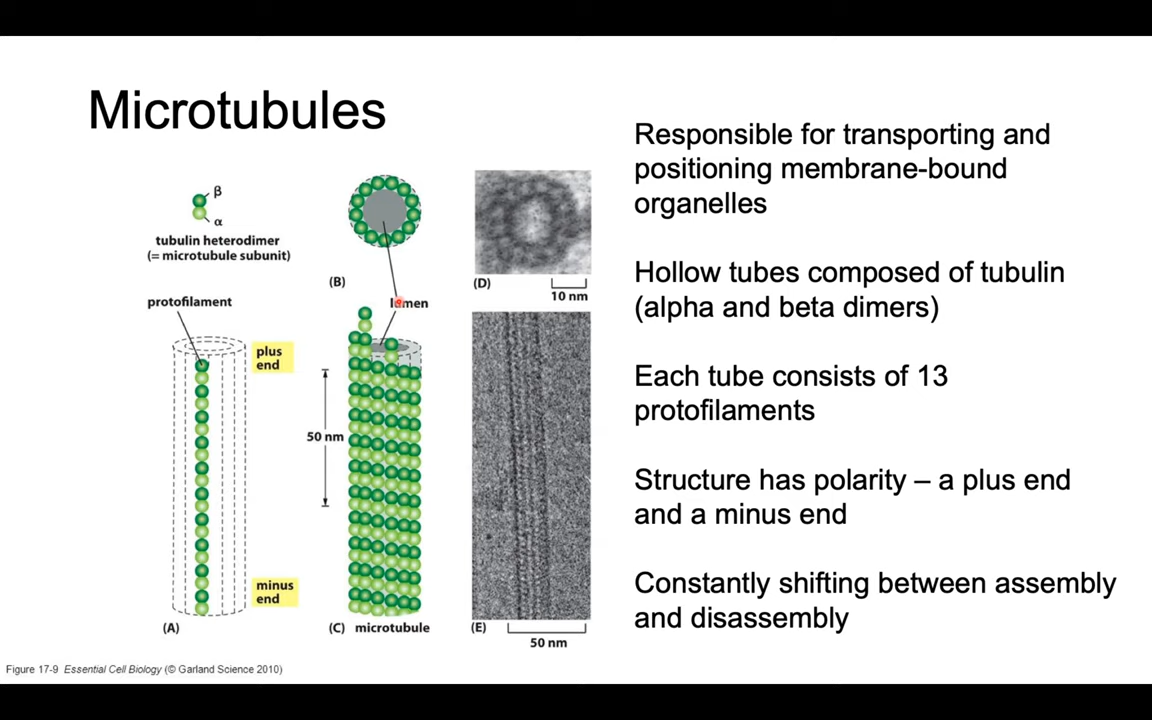 Microtubules
β
α
tubulin heterodimer
(= microtubule subunit)
protofilament
plus
end
minus
end
(A)
(B)
lumen
50 nm
(C) microtubule
(D)
10 nm
(E)
50 nm
Responsible for transporting and
positioning membrane-bound
organelles
Hollow tubes composed of tubulin
(alpha and beta dimers)
Each tube consists of 13
protofilaments
Structure has polarity – a plus end
and a minus end
Constantly shifting between assembly
and disassembly
Figure 17-9 Essential Cell Biology (© Garland Science 2010)